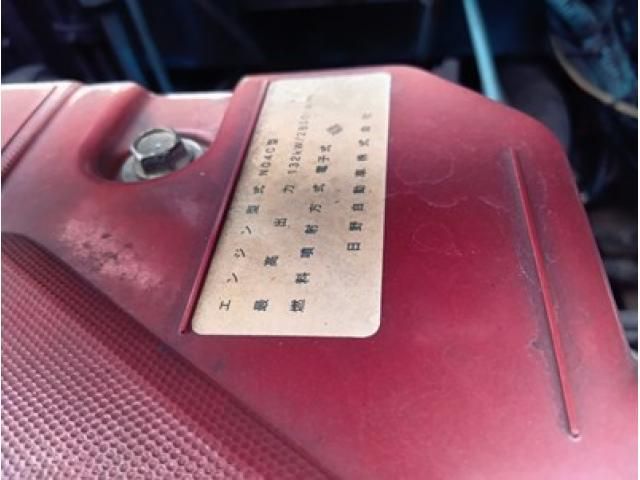 エンジン型式 N04C型
最高出力 132kW/2800
燃料噴射方式 電子式
日野自動車株式会社